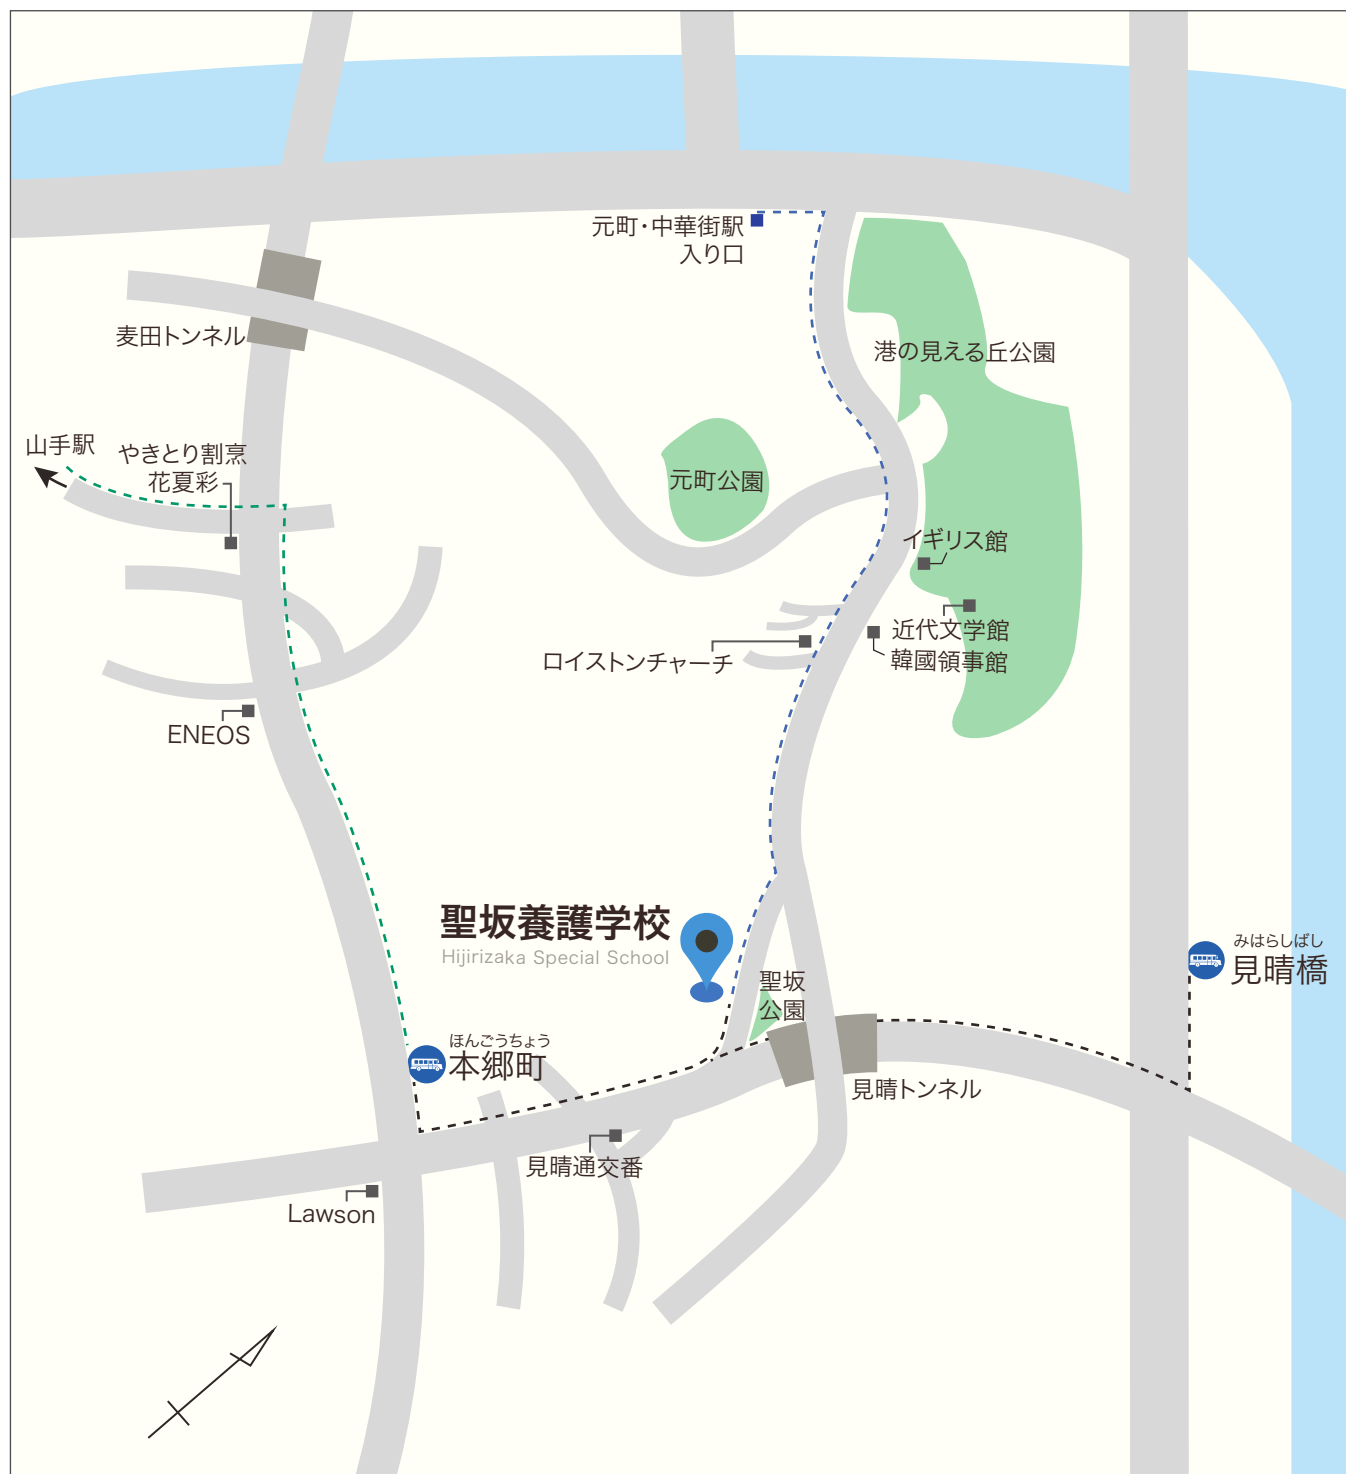 元町・中華街駅
入り口
麦田トンネル
港の見える丘公園
山手駅
やきとり割烹
花夏彩
元町公園
イギリス館
近代文学館
韓國領事館
ロイストンチャーチ
ENEOS
聖坂養護学校
Hijirizaka Special School
聖坂
公園
みはらしばし
見晴橋
ほんごうちょう
本郷町
見晴トンネル
見晴通交番
Lawson